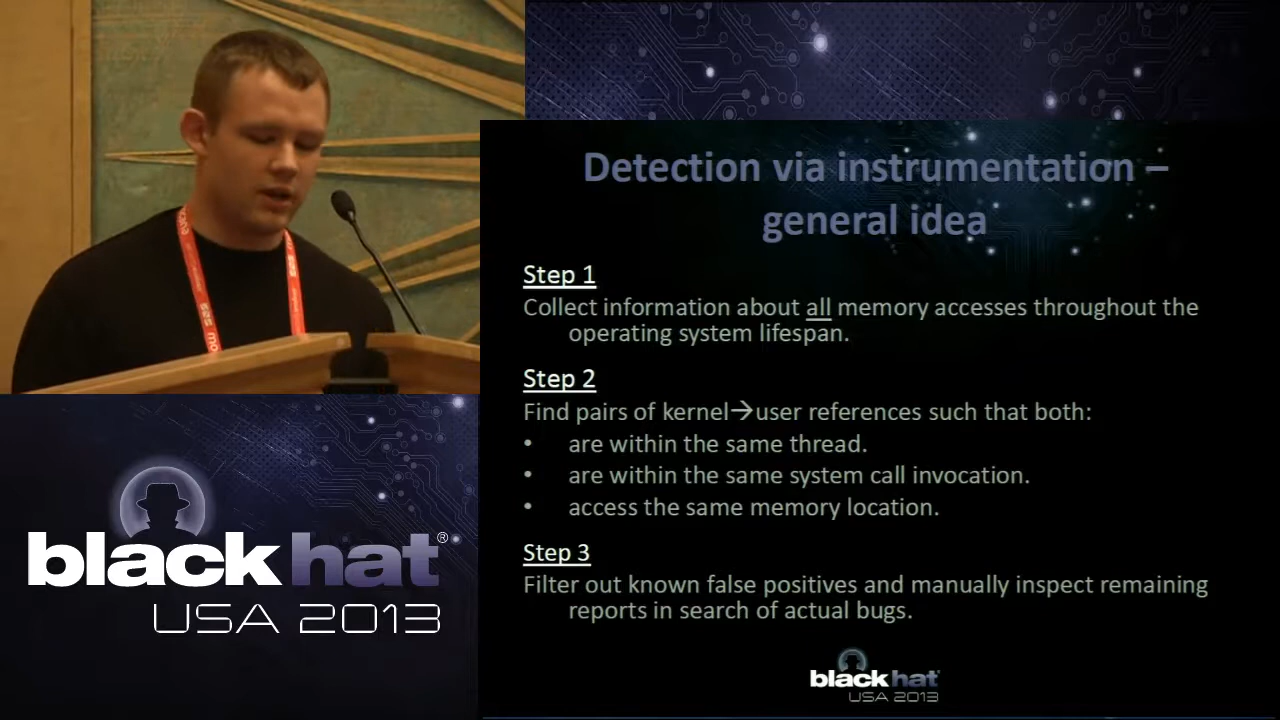 Detection via instrumentation –
general idea
Step 1
Collect information about all memory accesses throughout the
operating system lifespan.
Step 2
Find pairs of kernel→user references such that both:
• are within the same thread.
• are within the same system call invocation.
• access the same memory location.
Step 3
Filter out known false positives and manually inspect remaining
reports in search of actual bugs.
black hat®
USA 2013
black hat
USA 2013